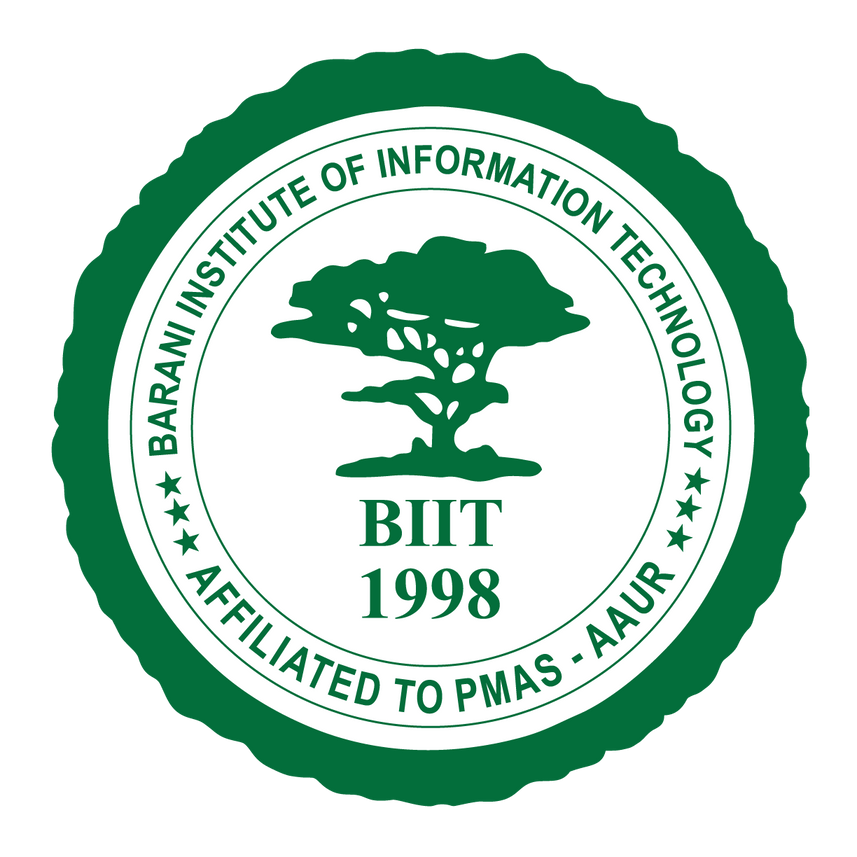 BARANI INSTITUTE OF INFORMATION TECHNOLOGY
BIIT
1998
AFFILIATED TO PMAS - AAUR